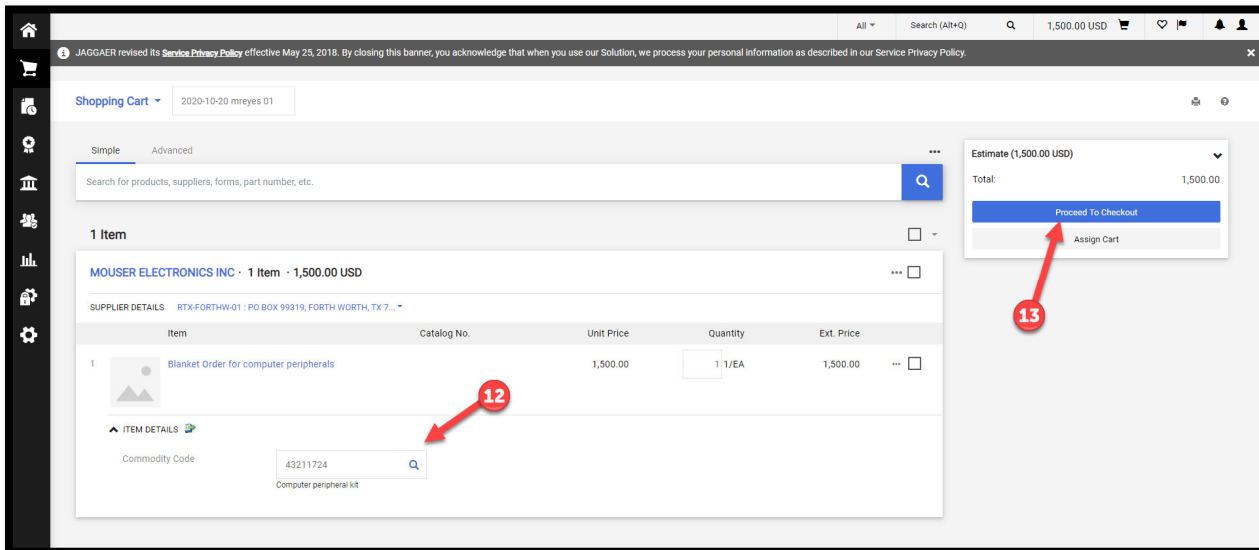 All Search (Alt+Q) 1,500.00 USD
JAGGAER revised its Service Privacy Policy effective May 25, 2018. By closing this banner, you acknowledge that when you use our Solution, we process your personal information as described in our Service Privacy Policy.
Shopping Cart 2020-10-20 mreyes 01
Simple Advanced
Search for products, suppliers, forms, part number, etc.
Estimate (1,500.00 USD)
Total: 1,500.00
Proceed To Checkout
Assign Cart
13
1 Item
MOUSER ELECTRONICS INC · 1 Item · 1,500.00 USD
SUPPLIER DETAILS RTX-FORTHW-01 : PO BOX 99319, FORTH WORTH, TX 7...
Item Catalog No. Unit Price Quantity Ext. Price
1 Blanket Order for computer peripherals 1,500.00 1 1/EA 1,500.00
12
ITEM DETAILS
Commodity Code 43211724
Computer peripheral kit